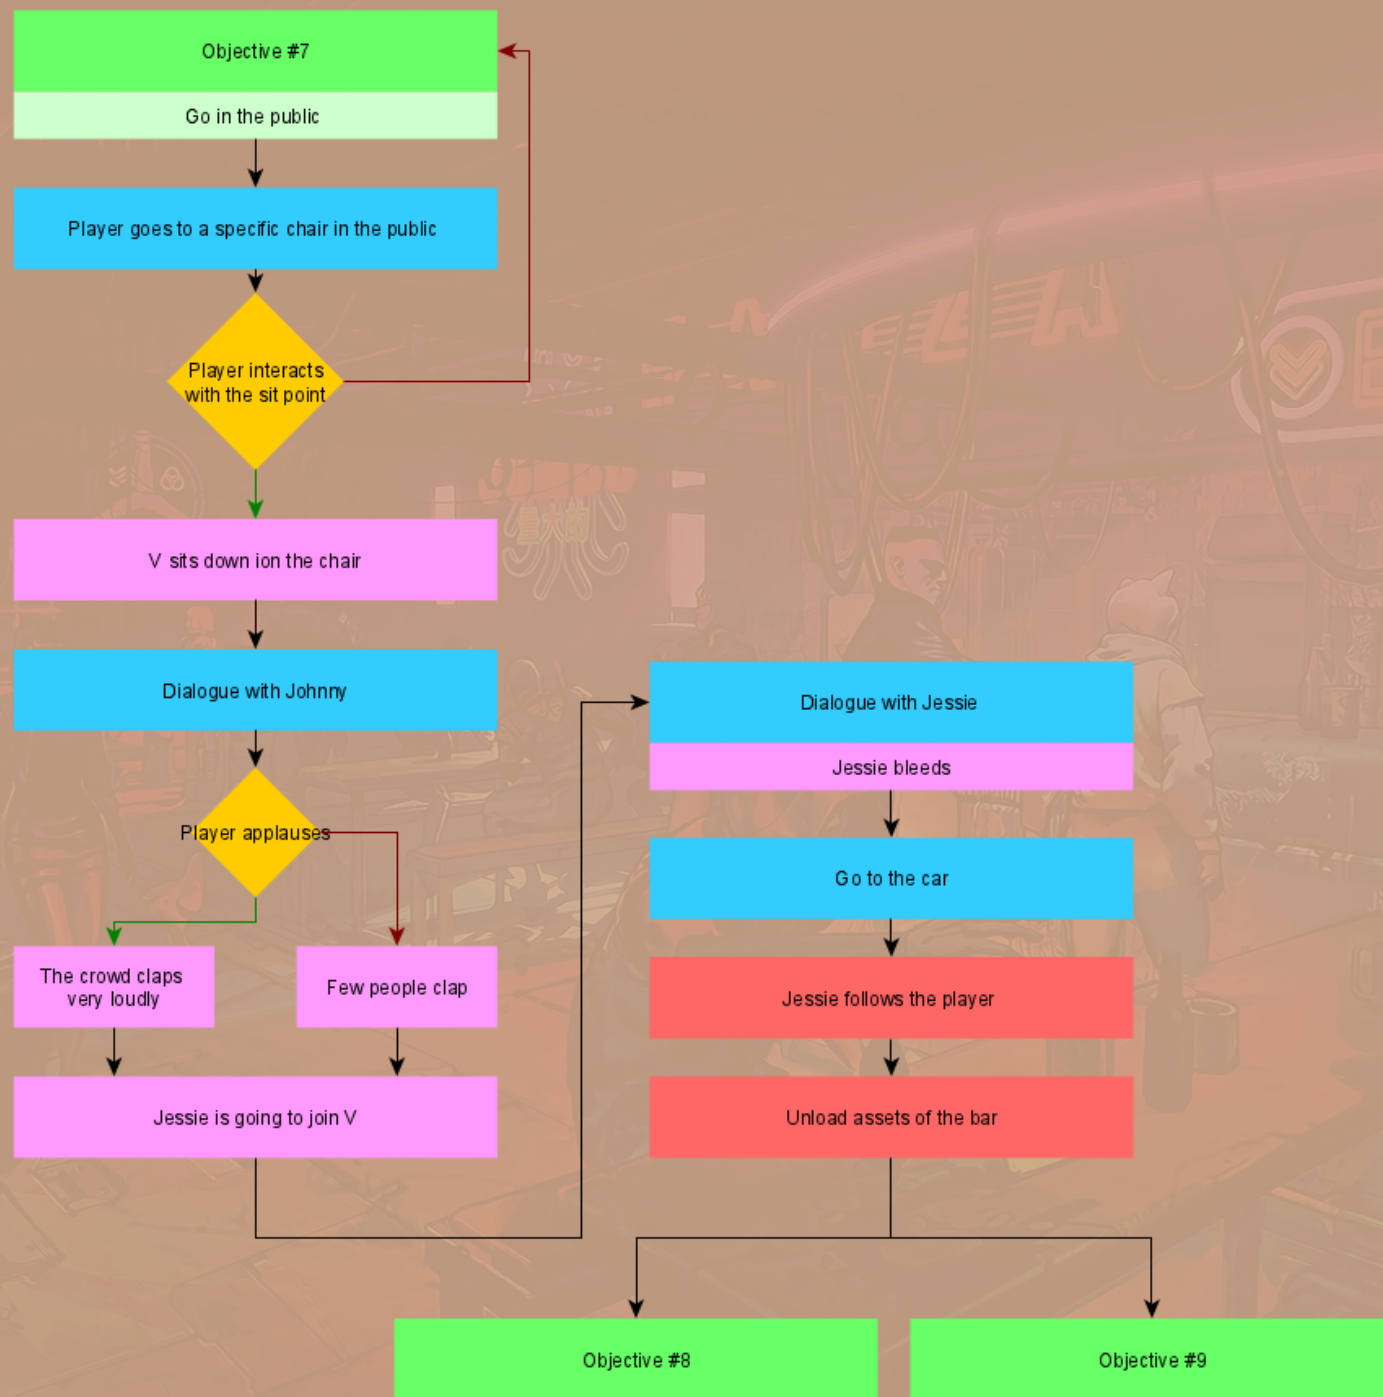 Objective #7
Go in the public
Player goes to a specific chair in the public
Player interacts
with the sit point
V sits down ion the chair
Dialogue with Johnny
Player applauses
The crowd claps
very loudly
Few people clap
Jessie is going to join V
Dialogue with Jessie
Jessie bleeds
Go to the car
Jessie follows the player
Unload assets of the bar
Objective #8
Objective #9